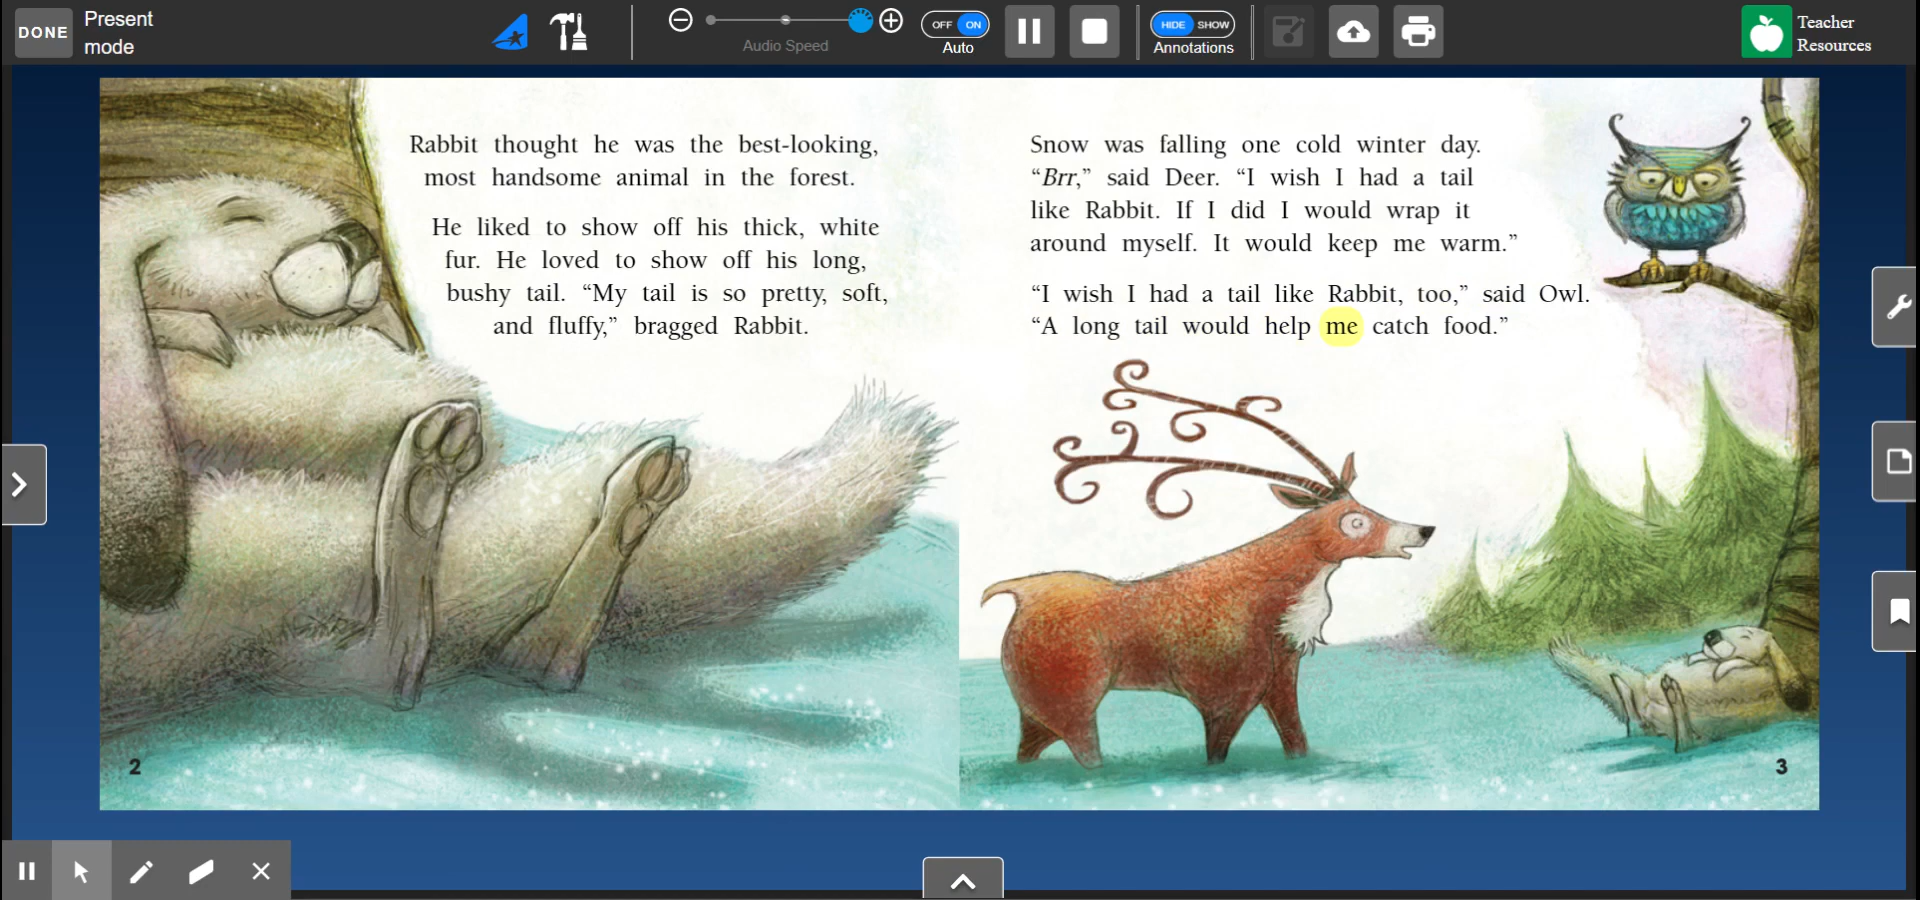 DONE
Present
mode
Audio Speed
OFF ON
Auto
HIDE SHOW
Annotations
Teacher
Resources
Rabbit thought he was the best-looking,
most handsome animal in the forest.
He liked to show off his thick, white
fur. He loved to show off his long,
bushy tail. “My tail is so pretty, soft,
and fluffy,” bragged Rabbit.
2
Snow was falling one cold winter day.
“Brr,” said Deer. “I wish I had a tail
like Rabbit. If I did I would wrap it
around myself. It would keep me warm.”
“I wish I had a tail like Rabbit, too,” said Owl.
“A long tail would help me catch food.”
3